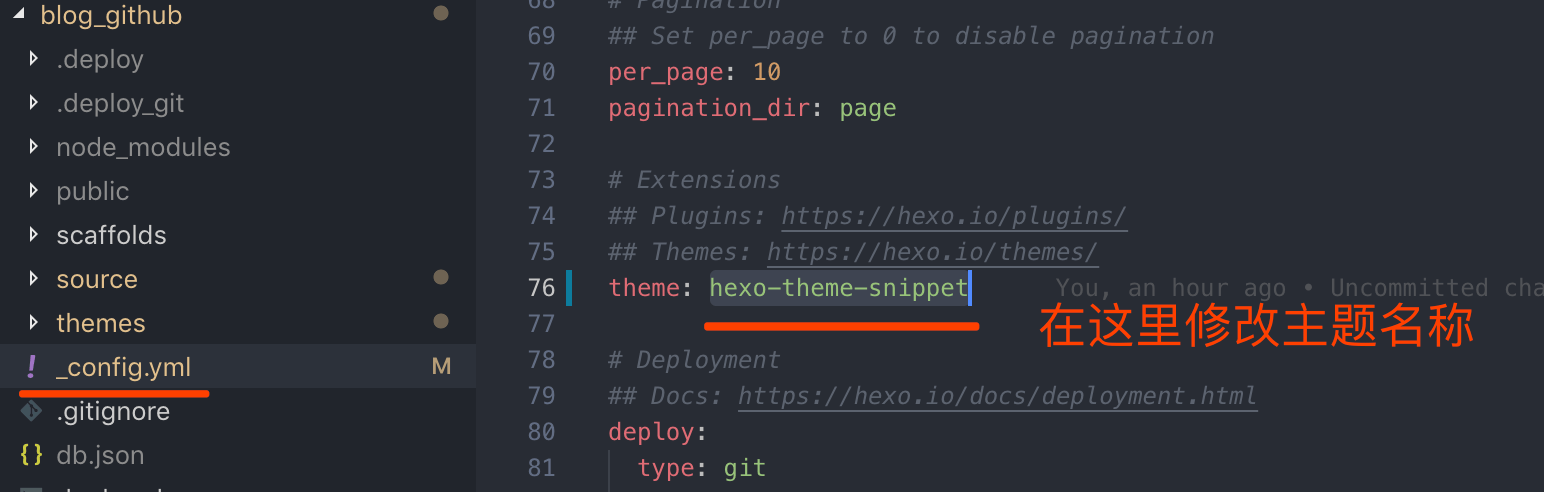 blog_github
.deploy
.deploy_git
node_modules
public
scaffolds
source
themes
! _config.yml M
.gitignore
{} db.json
68 # Pagination
69 ## Set per_page to 0 to disable pagination
70 per_page: 10
71 pagination_dir: page
72
73 # Extensions
74 ## Plugins: https://hexo.io/plugins/
75 ## Themes: https://hexo.io/themes/
76 theme: hexo-theme-snippet You, an hour ago • Uncommitted cha
在这里修改主题名称
77
78 # Deployment
79 ## Docs: https://hexo.io/docs/deployment.html
80 deploy:
81 type: git